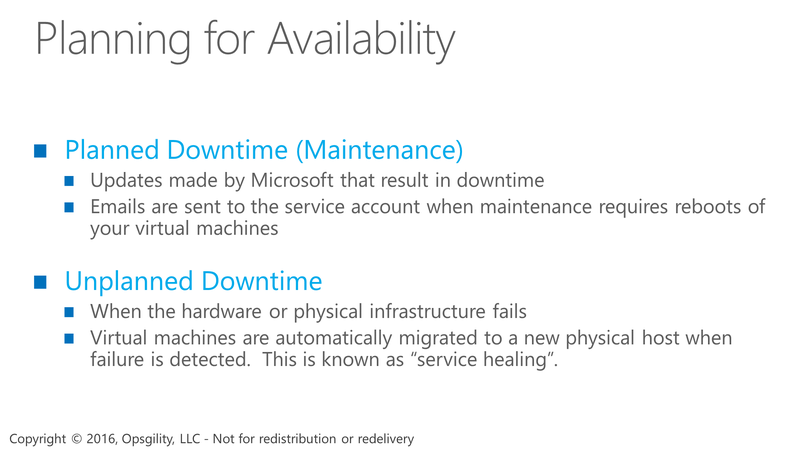 Planning for Availability
Planned Downtime (Maintenance)
Updates made by Microsoft that result in downtime
Emails are sent to the service account when maintenance requires reboots of
your virtual machines
Unplanned Downtime
When the hardware or physical infrastructure fails
Virtual machines are automatically migrated to a new physical host when
failure is detected.  This is known as “service healing”.
Copyright © 2016, Opsgility, LLC - Not for redistribution or redelivery